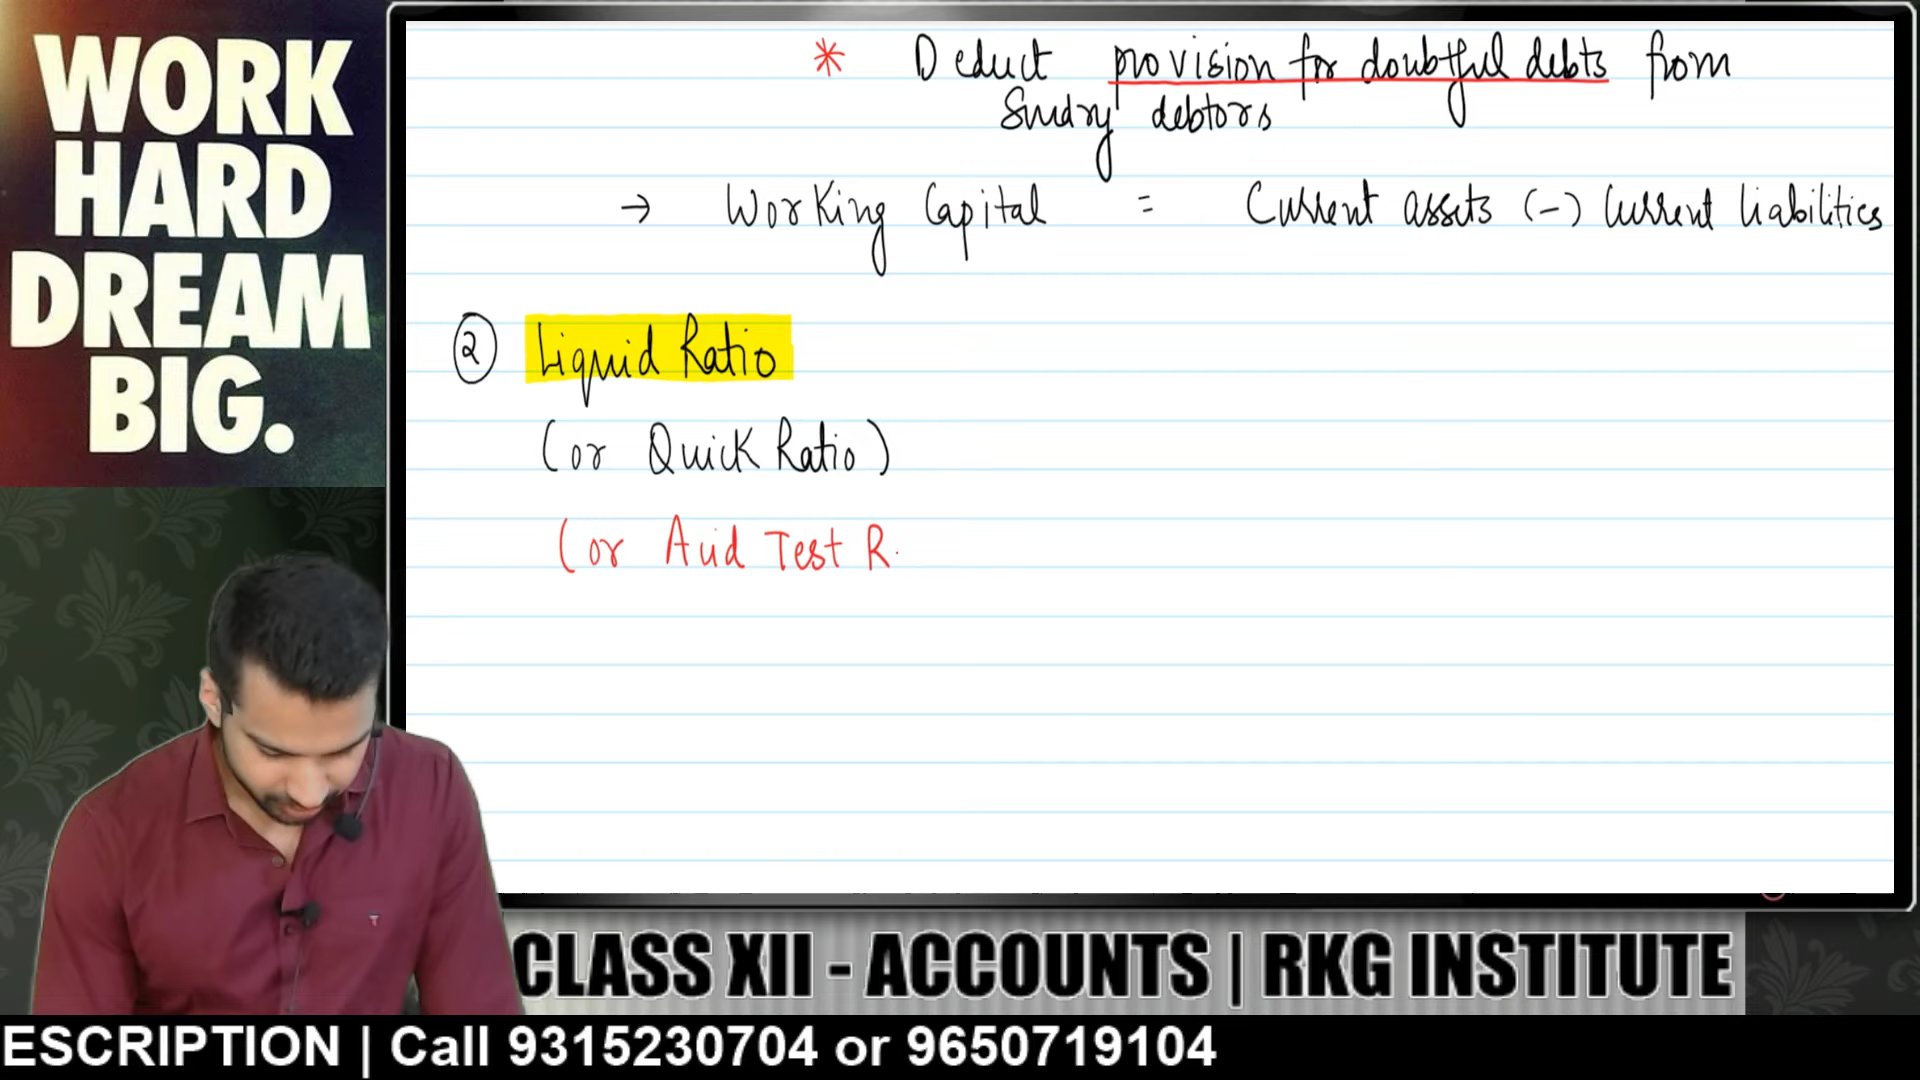 WORK
HARD
DREAM
BIG.
* Deduct provision for doubtful debts from
Sundry debtors
→ Working Capital = Current assets (-) Current liabilities
② Liquid Ratio
(or Quick Ratio)
(or Acid Test R.
CLASS XII - ACCOUNTS | RKG INSTITUTE
ESCRIPTION | Call 9315230704 or 9650719104